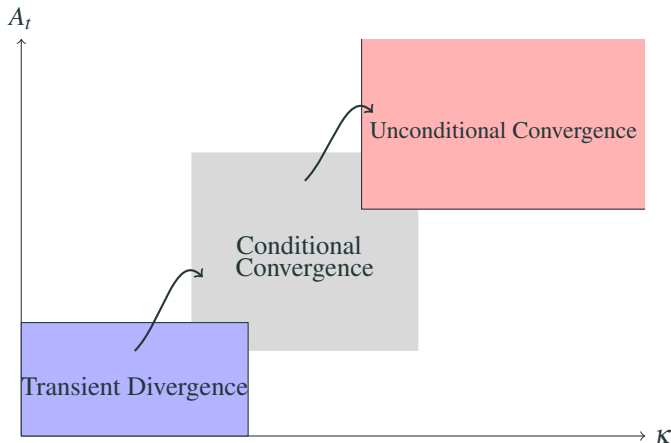 A_t
Unconditional Convergence
Conditional
Convergence
Transient Divergence
κ